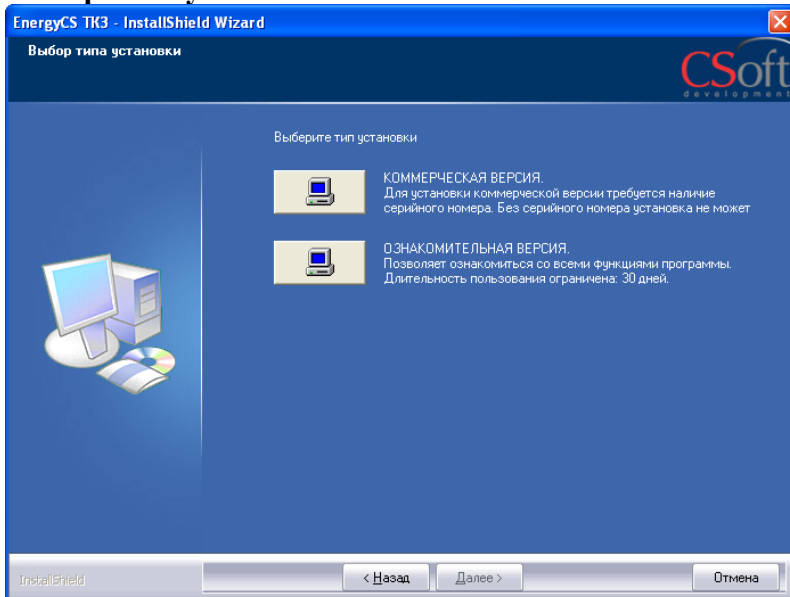 EnergyCS ТКЗ - InstallShield Wizard
Выбор типа установки
CSoft
development
Выберите тип установки
КОММЕРЧЕСКАЯ ВЕРСИЯ.
Для установки коммерческой версии требуется наличие
серийного номера. Без серийного номера установка не может
ОЗНАКОМИТЕЛЬНАЯ ВЕРСИЯ.
Позволяет ознакомиться со всеми функциями программы.
Длительность пользования ограничена: 30 дней.
InstallShield
< Назад Далее > Отмена